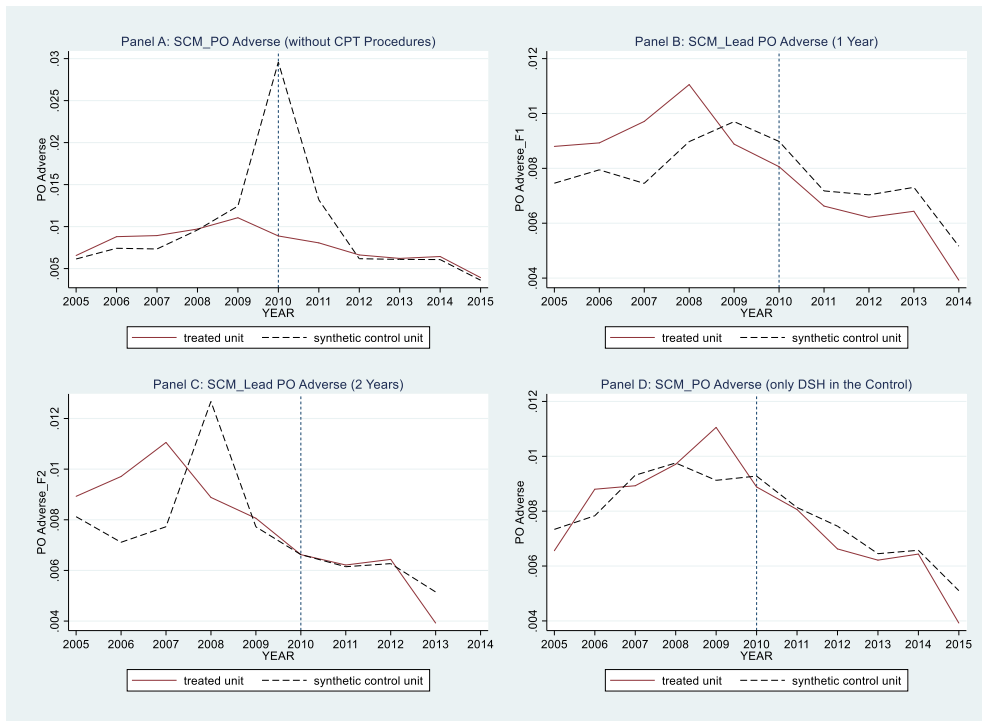 Panel A: SCM_PO Adverse (without CPT Procedures)
.03
.025
.02
.015
.01
.005
PO Adverse
2005 2006 2007 2008 2009 2010 2011 2012 2013 2014 2015
YEAR
treated unit synthetic control unit
Panel B: SCM_Lead PO Adverse (1 Year)
.012
.01
.008
.006
.004
PO Adverse_F1
2005 2006 2007 2008 2009 2010 2011 2012 2013 2014
YEAR
treated unit synthetic control unit
Panel C: SCM_Lead PO Adverse (2 Years)
.012
.01
.008
.006
.004
PO Adverse_F2
2005 2006 2007 2008 2009 2010 2011 2012 2013 2014
YEAR
treated unit synthetic control unit
Panel D: SCM_PO Adverse (only DSH in the Control)
.012
.01
.008
.006
.004
PO Adverse
2005 2006 2007 2008 2009 2010 2011 2012 2013 2014 2015
YEAR
treated unit synthetic control unit